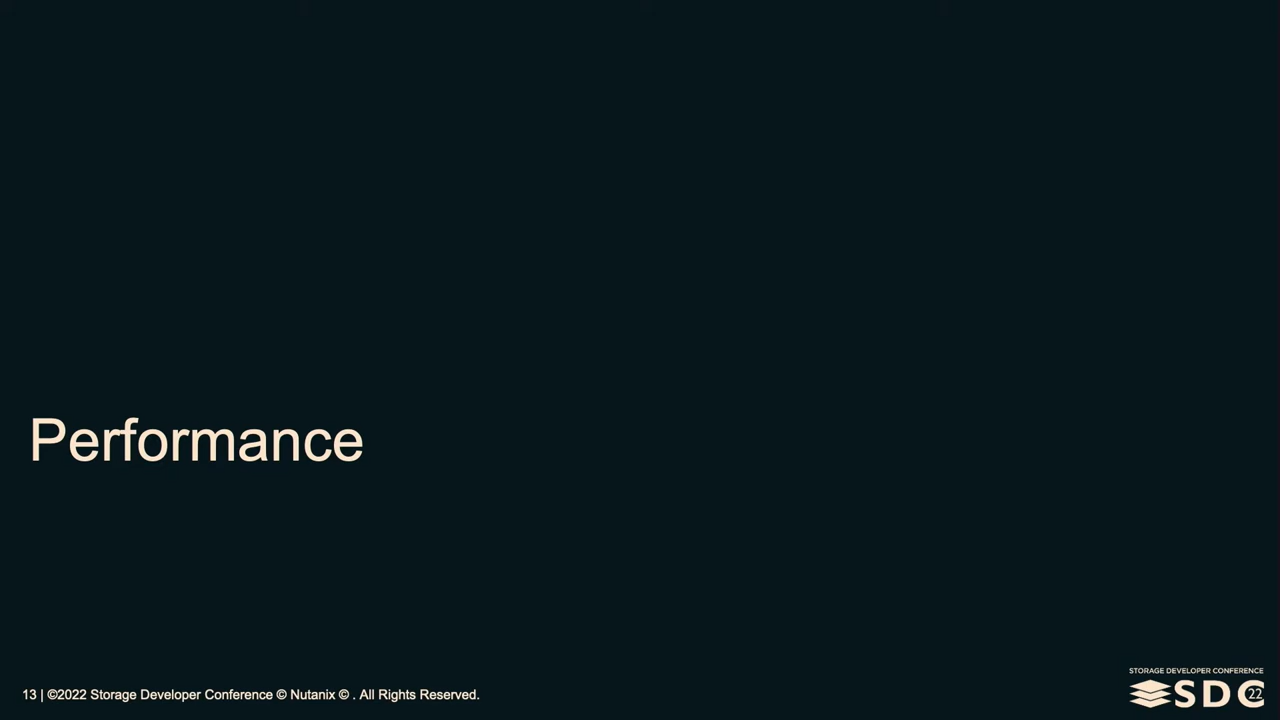 Performance
13 | ©2022 Storage Developer Conference © Nutanix © . All Rights Reserved.
STORAGE DEVELOPER CONFERENCE
SDC 22